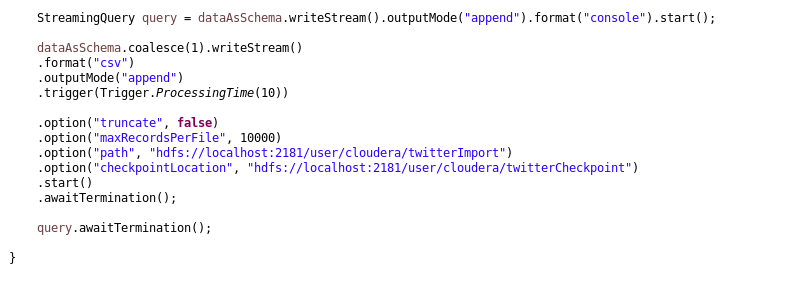 StreamingQuery query = dataAsSchema.writeStream().outputMode("append").format("console").start();
dataAsSchema.coalesce(1).writeStream()
.format("csv")
.outputMode("append")
.trigger(Trigger.ProcessingTime(10))
.option("truncate", false)
.option("maxRecordsPerFile", 10000)
.option("path", "hdfs://localhost:2181/user/cloudera/twitterImport")
.option("checkpointLocation", "hdfs://localhost:2181/user/cloudera/twitterCheckpoint")
.start()
.awaitTermination();
query.awaitTermination();
}